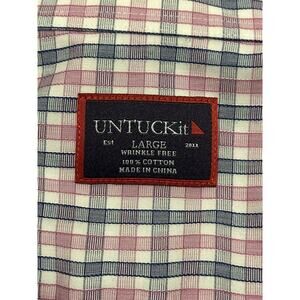 UNTUCKit
Est LARGE 2011
WRINKLE FREE
100% COTTON
MADE IN CHINA